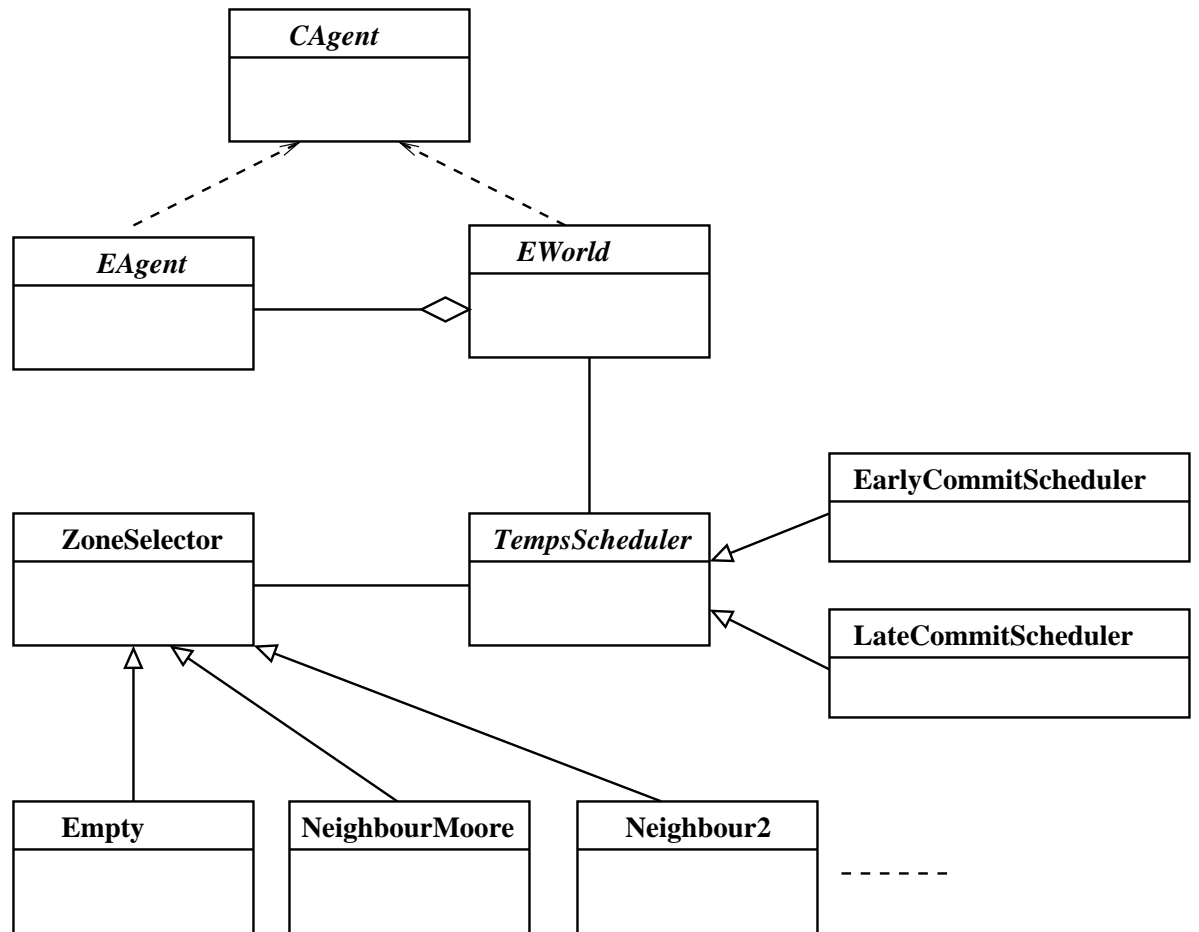 CAgent
EAgent
EWorld
EarlyCommitScheduler
ZoneSelector
TempsScheduler
LateCommitScheduler
Empty
NeighbourMoore
Neighbour2